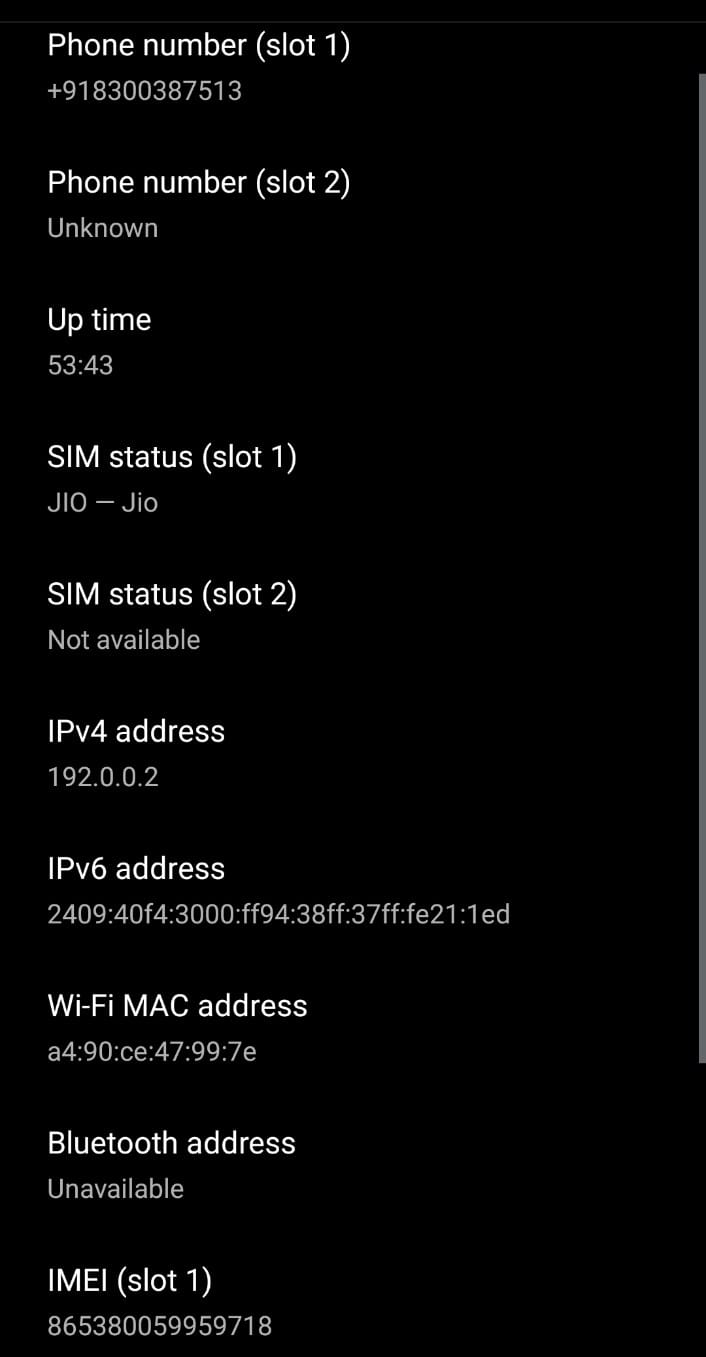 Phone number (slot 1)
+918300387513
Phone number (slot 2)
Unknown
Up time
53:43
SIM status (slot 1)
JIO — Jio
SIM status (slot 2)
Not available
IPv4 address
192.0.0.2
IPv6 address
2409:40f4:3000:ff94:38ff:37ff:fe21:1ed
Wi-Fi MAC address
a4:90:ce:47:99:7e
Bluetooth address
Unavailable
IMEI (slot 1)
865380059959718